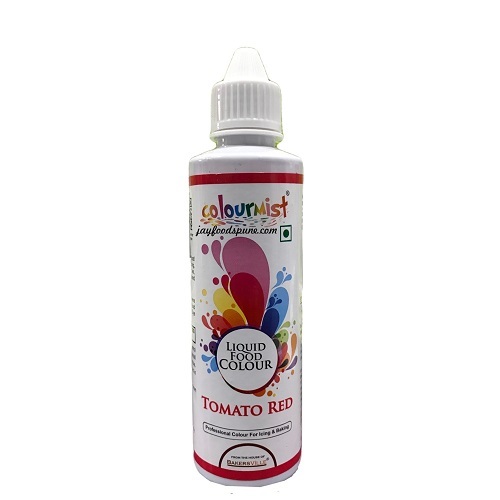 colourmist®
jayfoodspune.com
LIQUID
FOOD
COLOUR
TOMATO RED
Professional Colour For Icing & Baking
FROM THE HOUSE OF
BAKERSVILLE®